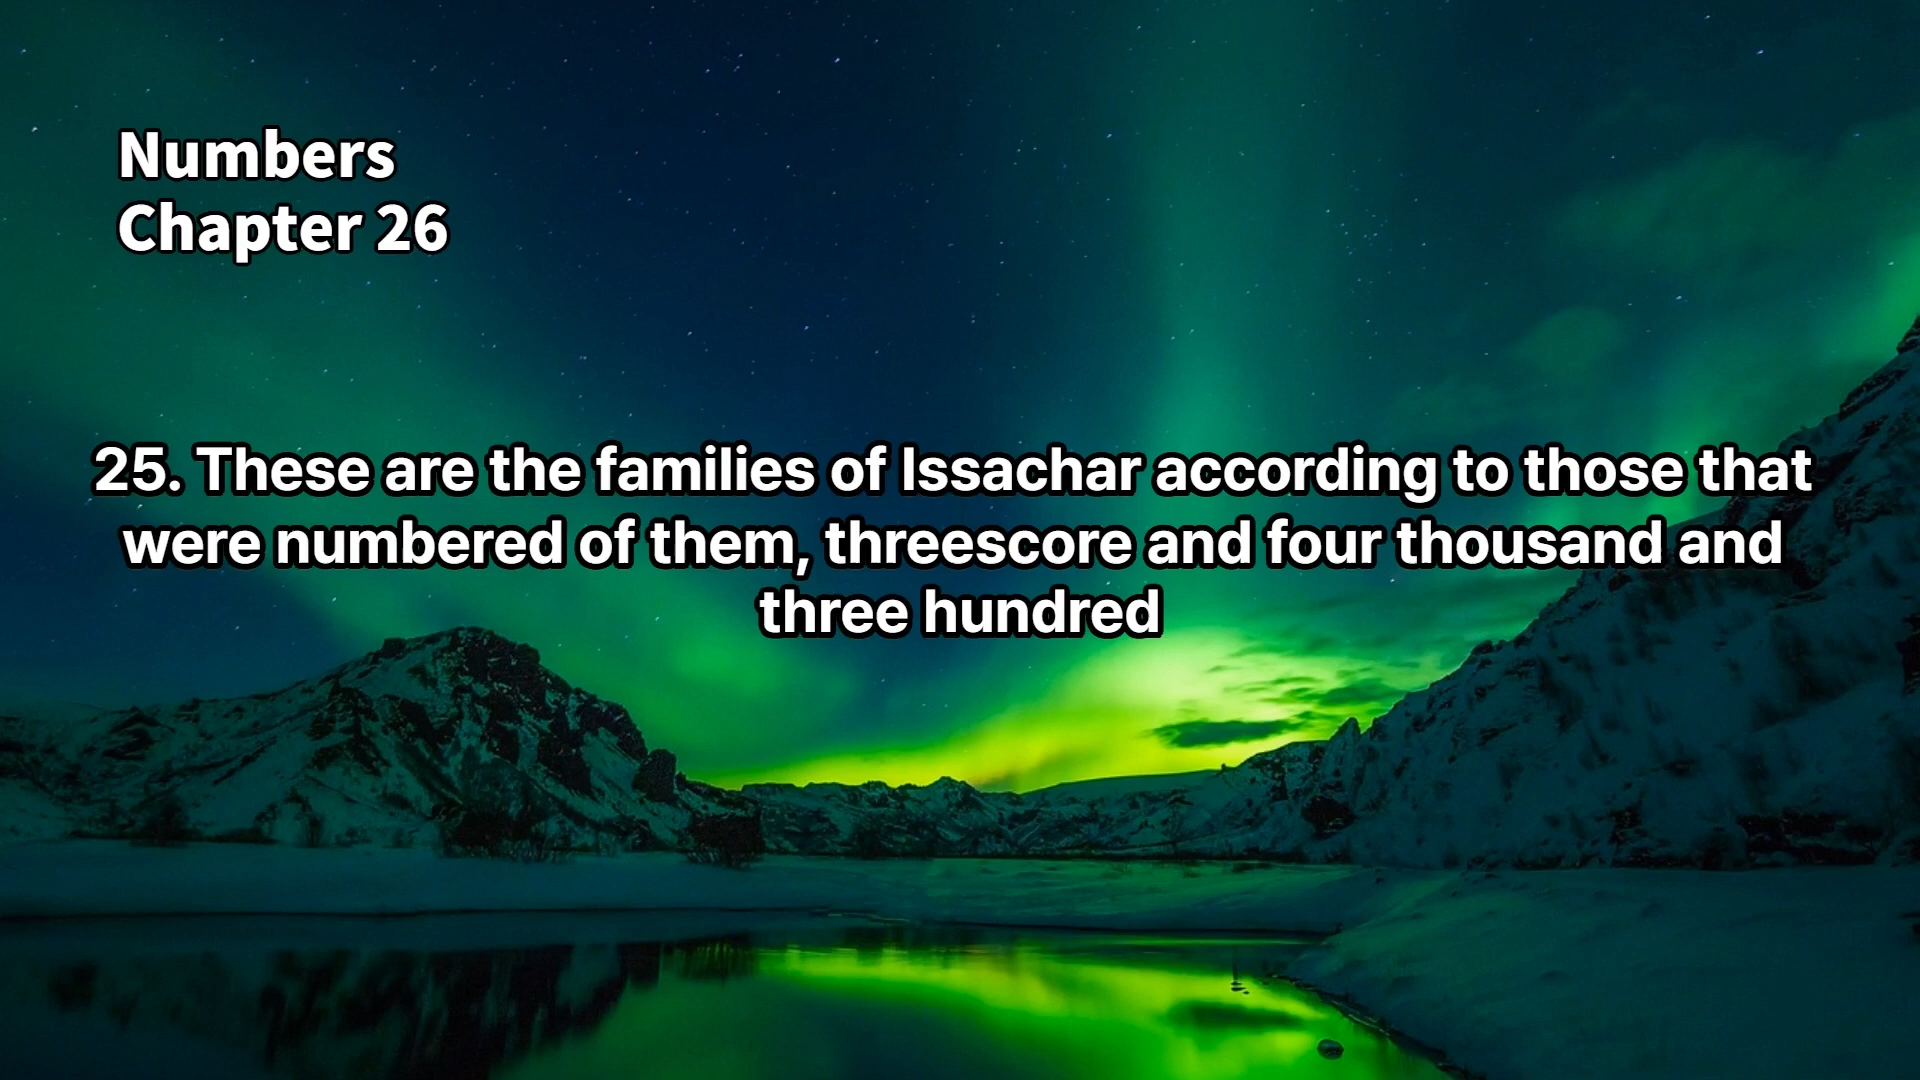 Numbers
Chapter 26
25. These are the families of Issachar according to those that
were numbered of them, threescore and four thousand and
three hundred